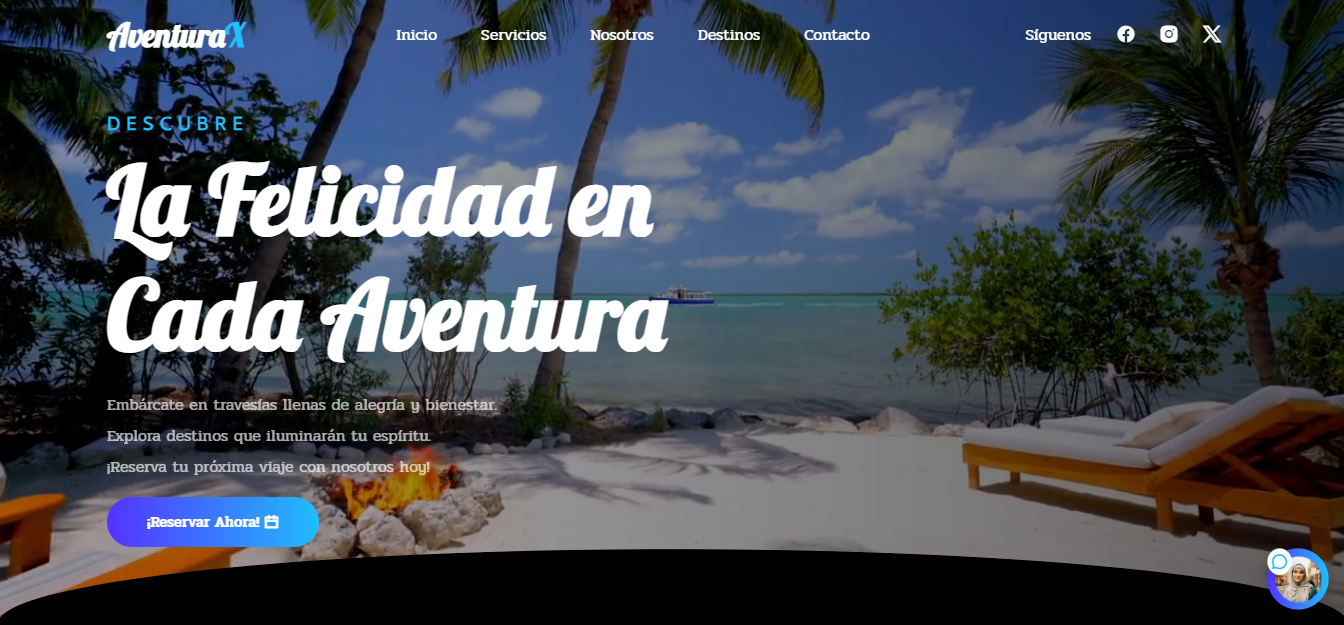 AventuraX
Inicio Servicios Nosotros Destinos Contacto Síguenos
DESCUBRE
La Felicidad en
Cada Aventura
Embárcate en travesías llenas de alegría y bienestar.
Explora destinos que iluminarán tu espíritu.
¡Reserva tu próxima viaje con nosotros hoy!
¡Reservar Ahora!